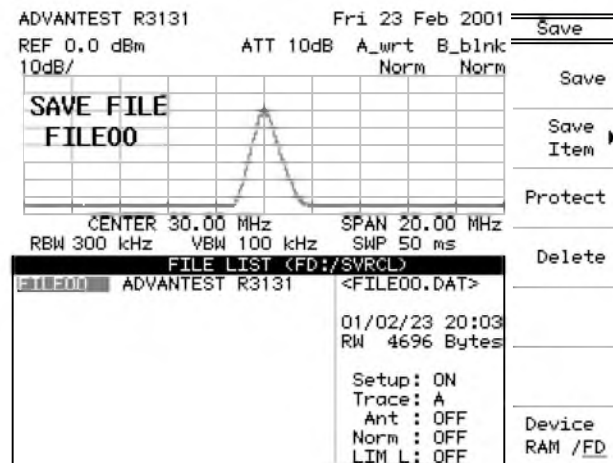 ADVANTEST R3131 Fri 23 Feb 2001
REF 0.0 dBm ATT 10dB A_wrt B_blnk
10dB/ Norm Norm
SAVE FILE
FILE00
CENTER 30.00 MHz SPAN 20.00 MHz
RBW 300 kHz VBW 100 kHz SWP 50 ms
FILE LIST (FD:/SVRCL)
FILE00 ADVANTEST R3131
<FILE00.DAT>
01/02/23 20:03
RW 4696 Bytes
Setup: ON
Trace: A
Ant : OFF
Norm : OFF
LIM L: OFF
Save
Save
Save
Item
Protect
Delete
Device
RAM /FD